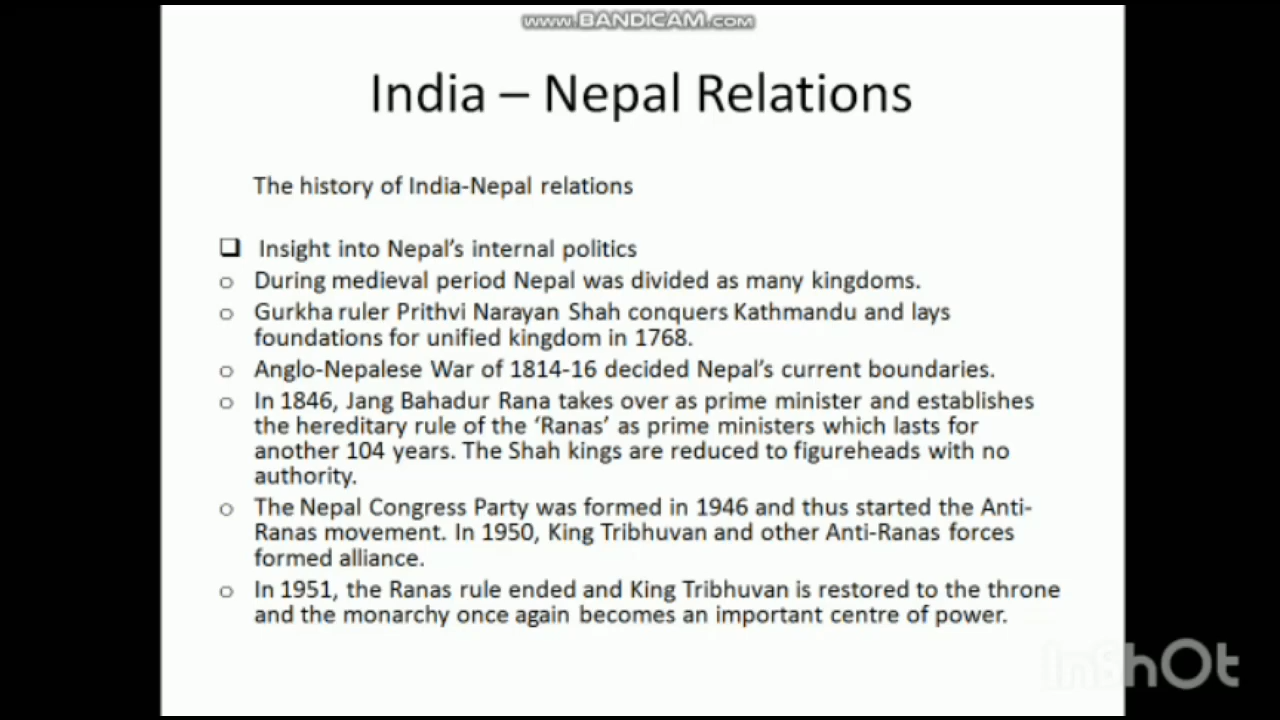 www.BANDICAM.com
India – Nepal Relations
The history of India-Nepal relations
❑ Insight into Nepal's internal politics
o During medieval period Nepal was divided as many kingdoms.
o Gurkha ruler Prithvi Narayan Shah conquers Kathmandu and lays
foundations for unified kingdom in 1768.
o Anglo-Nepalese War of 1814-16 decided Nepal's current boundaries.
o In 1846, Jang Bahadur Rana takes over as prime minister and establishes
the hereditary rule of the 'Ranas' as prime ministers which lasts for
another 104 years. The Shah kings are reduced to figureheads with no
authority.
o The Nepal Congress Party was formed in 1946 and thus started the Anti-
Ranas movement. In 1950, King Tribhuvan and other Anti-Ranas forces
formed alliance.
o In 1951, the Ranas rule ended and King Tribhuvan is restored to the throne
and the monarchy once again becomes an important centre of power.
InShOt